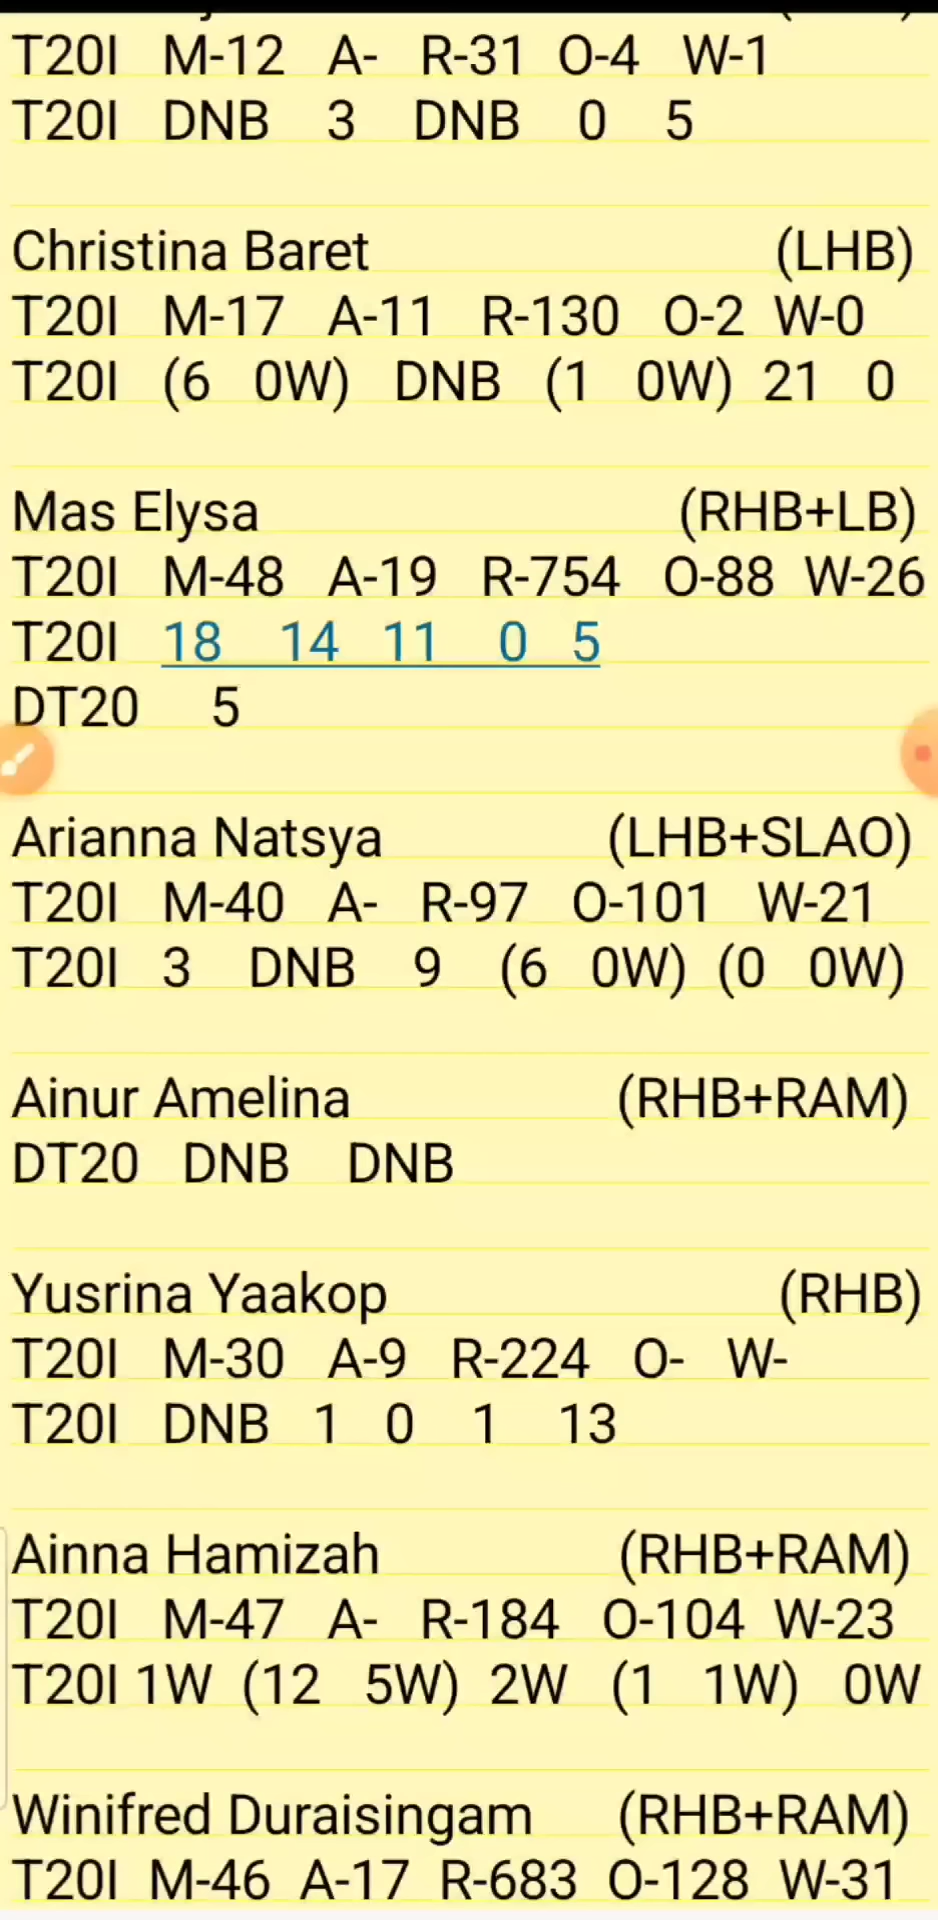 T20I M-12 A- R-31 O-4 W-1
T20I DNB 3 DNB 0 5
Christina Baret (LHB)
T20I M-17 A-11 R-130 O-2 W-0
T20I (6 0W) DNB (1 0W) 21 0
Mas Elysa (RHB+LB)
T20I M-48 A-19 R-754 O-88 W-26
T20I 18 14 11 0 5
DT20 5
Arianna Natsya (LHB+SLAO)
T20I M-40 A- R-97 O-101 W-21
T20I 3 DNB 9 (6 0W) (0 0W)
Ainur Amelina (RHB+RAM)
DT20 DNB DNB
Yusrina Yaakop (RHB)
T20I M-30 A-9 R-224 O- W-
T20I DNB 1 0 1 13
Ainna Hamizah (RHB+RAM)
T20I M-47 A- R-184 O-104 W-23
T20I 1W (12 5W) 2W (1 1W) 0W
Winifred Duraisingam (RHB+RAM)
T20I M-46 A-17 R-683 O-128 W-31